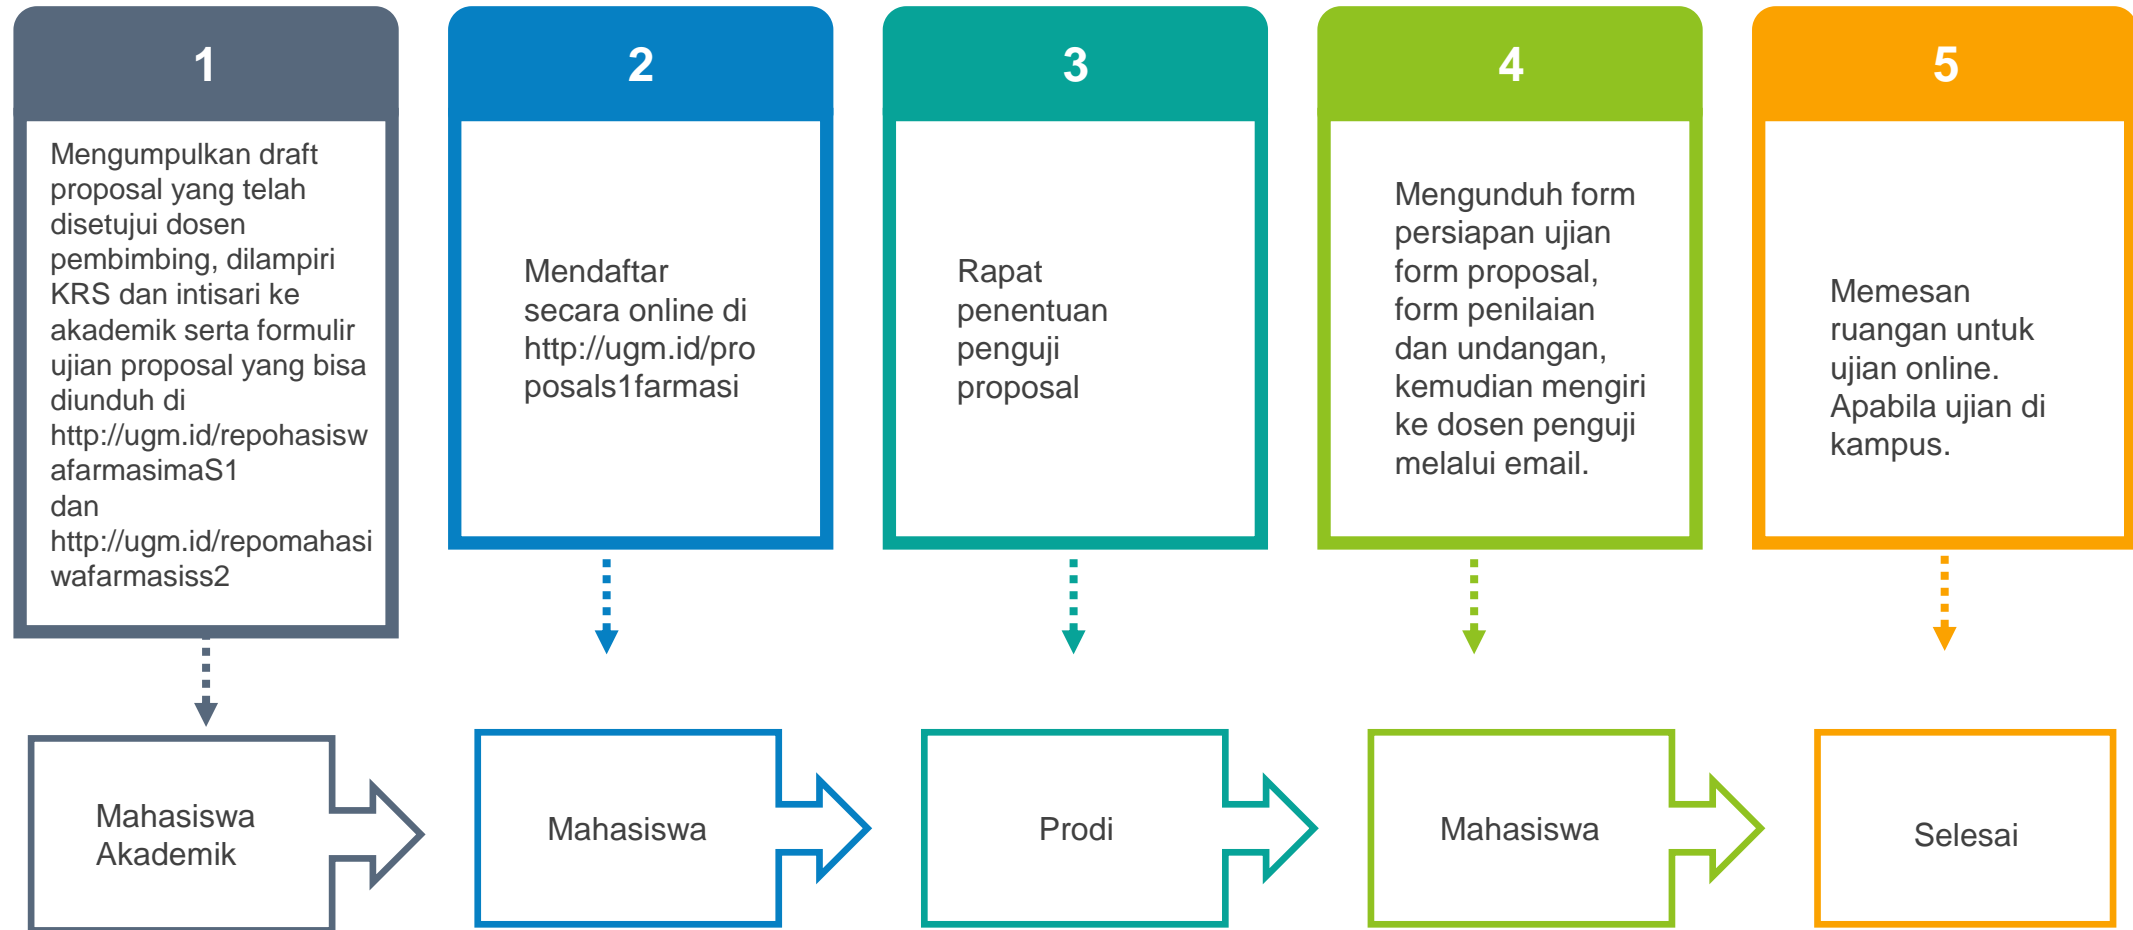 1
Mengumpulkan draft
proposal yang telah
disetujui dosen
pembimbing, dilampiri
KRS dan intisari ke
akademik serta formulir
ujian proposal yang bisa
diunduh di
http://ugm.id/repohasisw
afarmasimaS1
dan
http://ugm.id/repomahasi
wafarmasiss2
2
Mendaftar
secara online di
http://ugm.id/pro
posals1farmasi
3
Rapat
penentuan
penguji
proposal
4
Mengunduh form
persiapan ujian
form proposal,
form penilaian
dan undangan,
kemudian mengiri
ke dosen penguji
melalui email.
5
Memesan
ruangan untuk
ujian online.
Apabila ujian di
kampus.
Mahasiswa
Akademik
Mahasiswa
Prodi
Mahasiswa
Selesai